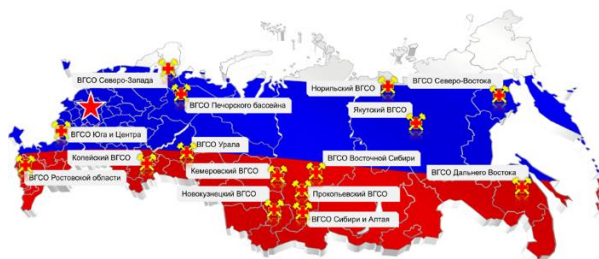 ВГСО Северо-Запада
Норильский ВГСО
ВГСО Северо-Востока
ВГСО Печорского бассейна
Якутский ВГСО
ВГСО Юга и Центра
ВГСО Урала
Копейский ВГСО
ВГСО Восточной Сибири
Кемеровский ВГСО
ВГСО Дальнего Востока
ВГСО Ростовской области
Новокузнецкий ВГСО
Прокопьевский ВГСО
ВГСО Сибири и Алтая